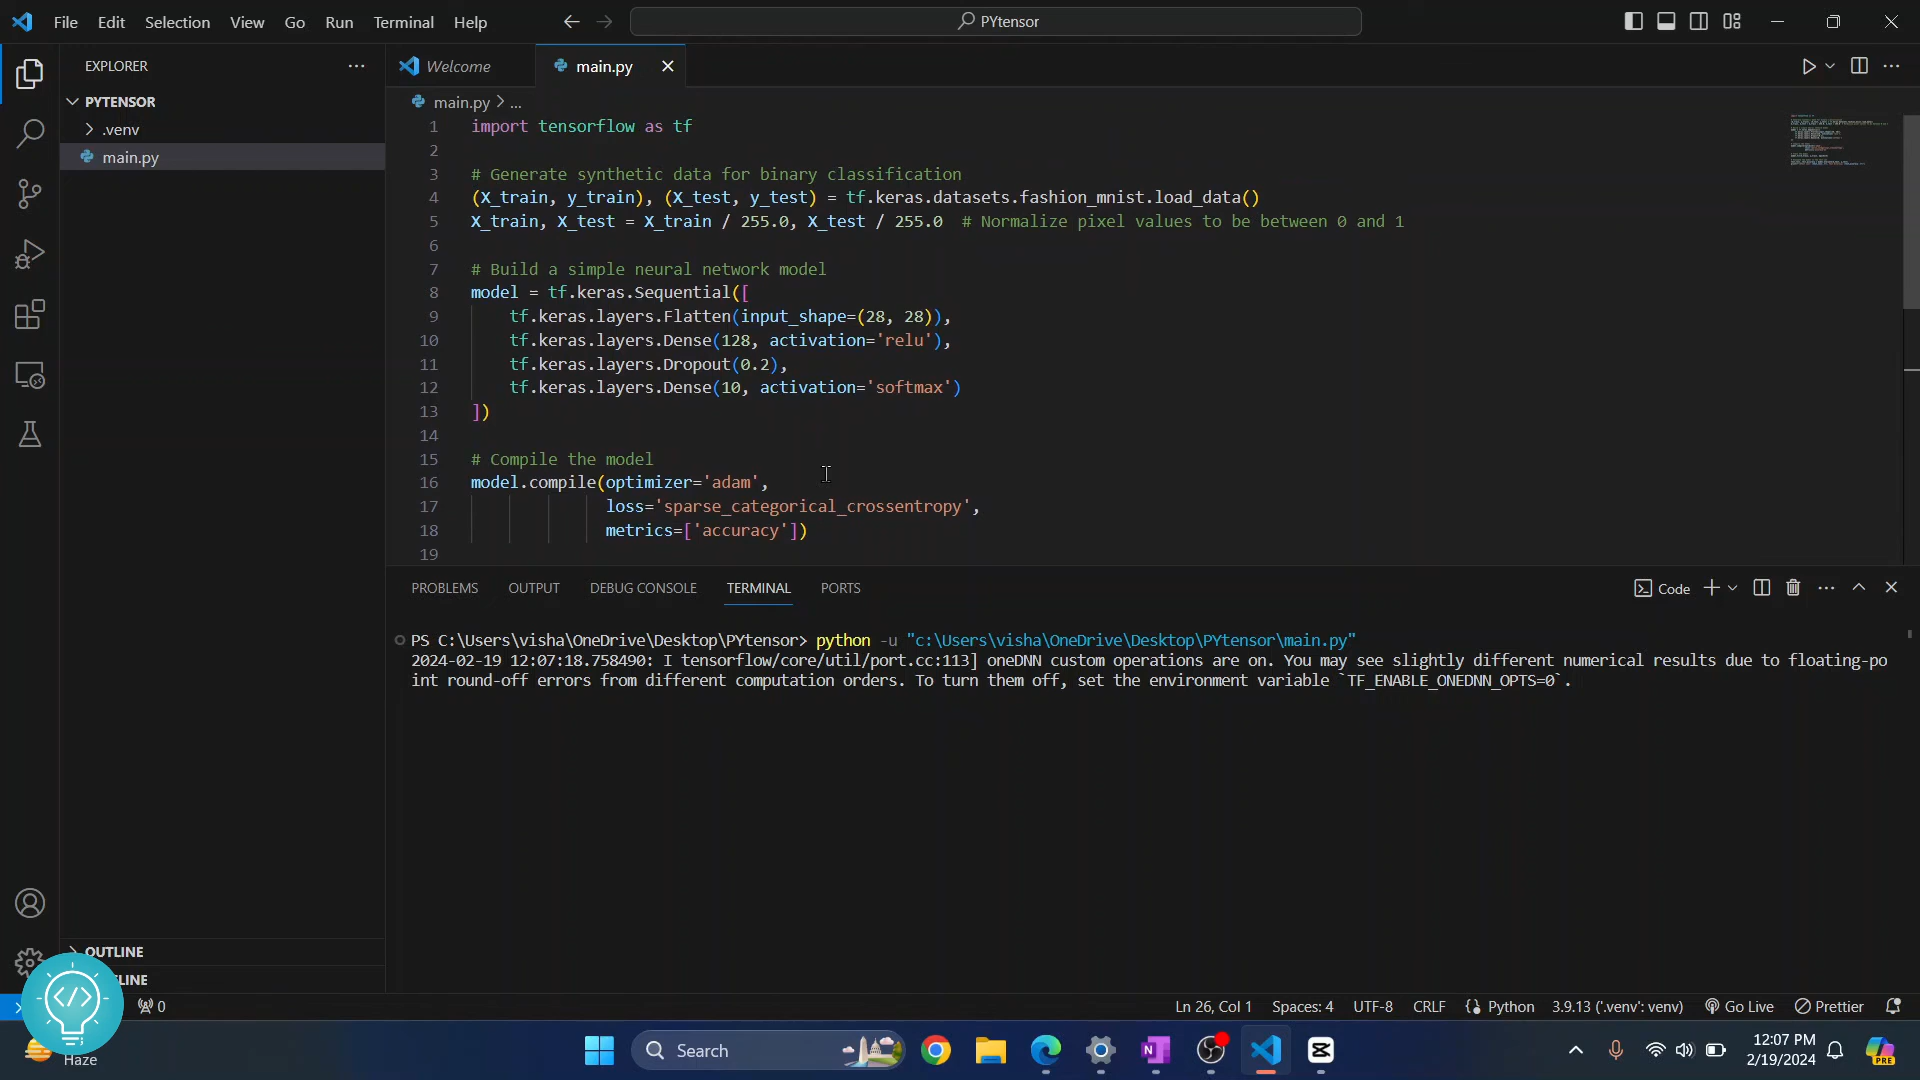 File Edit Selection View Go Run Terminal Help
PYtensor
EXPLORER
PYTENSOR
.venv
main.py
OUTLINE
LINE
Welcome
main.py
main.py > ...
1 import tensorflow as tf
2
3 # Generate synthetic data for binary classification
4 (X_train, y_train), (X_test, y_test) = tf.keras.datasets.fashion_mnist.load_data()
5 X_train, X_test = X_train / 255.0, X_test / 255.0  # Normalize pixel values to be between 0 and 1
6
7 # Build a simple neural network model
8 model = tf.keras.Sequential([
9     tf.keras.layers.Flatten(input_shape=(28, 28)),
10     tf.keras.layers.Dense(128, activation='relu'),
11     tf.keras.layers.Dropout(0.2),
12     tf.keras.layers.Dense(10, activation='softmax')
13 ])
14
15 # Compile the model
16 model.compile(optimizer='adam',
17               loss='sparse_categorical_crossentropy',
18               metrics=['accuracy'])
19
PROBLEMS OUTPUT DEBUG CONSOLE TERMINAL PORTS
Code
PS C:\Users\visha\OneDrive\Desktop\PYtensor> python -u "c:\Users\visha\OneDrive\Desktop\PYtensor\main.py"
2024-02-19 12:07:18.758490: I tensorflow/core/util/port.cc:113] oneDNN custom operations are on. You may see slightly different numerical results due to floating-po
int round-off errors from different computation orders. To turn them off, set the environment variable `TF_ENABLE_ONEDNN_OPTS=0`.
0
Ln 26, Col 1 Spaces: 4 UTF-8 CRLF Python 3.9.13 ('.venv': venv) Go Live Prettier
Haze
Search
12:07 PM
2/19/2024
PRE